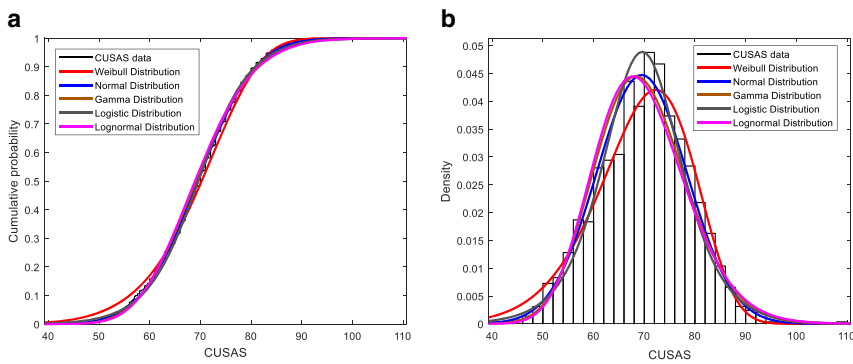 a
Cumulative probability
1
0.9
0.8
0.7
0.6
0.5
0.4
0.3
0.2
0.1
0
CUSAS data
Weibull Distribution
Normal Distribution
Gamma Distribution
Logistic Distribution
Lognormal Distribution
40 50 60 70 80 90 100 110
CUSAS
b
Density
0.05
0.045
0.04
0.035
0.03
0.025
0.02
0.015
0.01
0.005
0
CUSAS data
Weibull Distribution
Normal Distribution
Gamma Distribution
Logistic Distribution
Lognormal Distribution
40 50 60 70 80 90 100 110
CUSAS